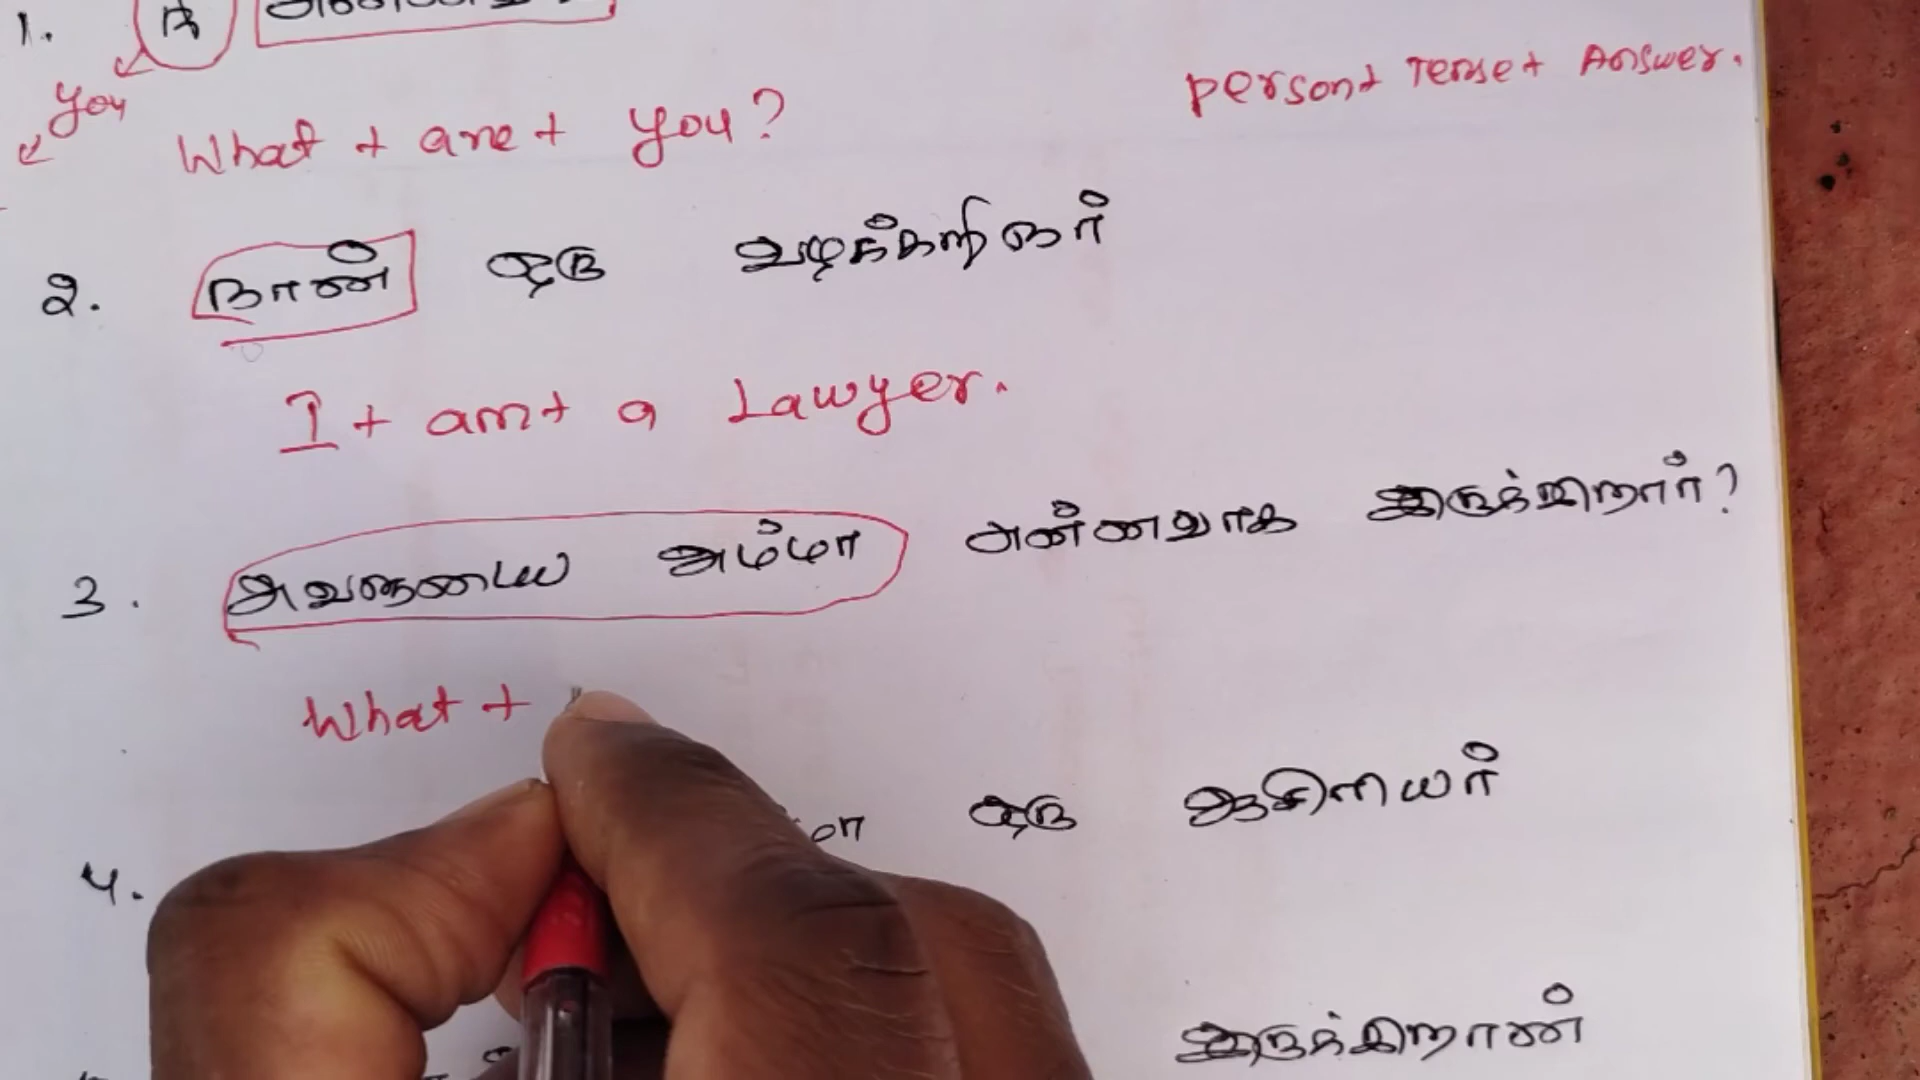 1. நீ
You
Person+ Tense+ Answer.
What + are + you?
2. நான் ஒரு வழக்கறிஞர்
I + am + a Lawyer.
3. அவனுடைய அம்மா என்னவாக இருக்கிறார்?
What +
4. ஒரு ஆசிரியர்
இருக்கிறான்